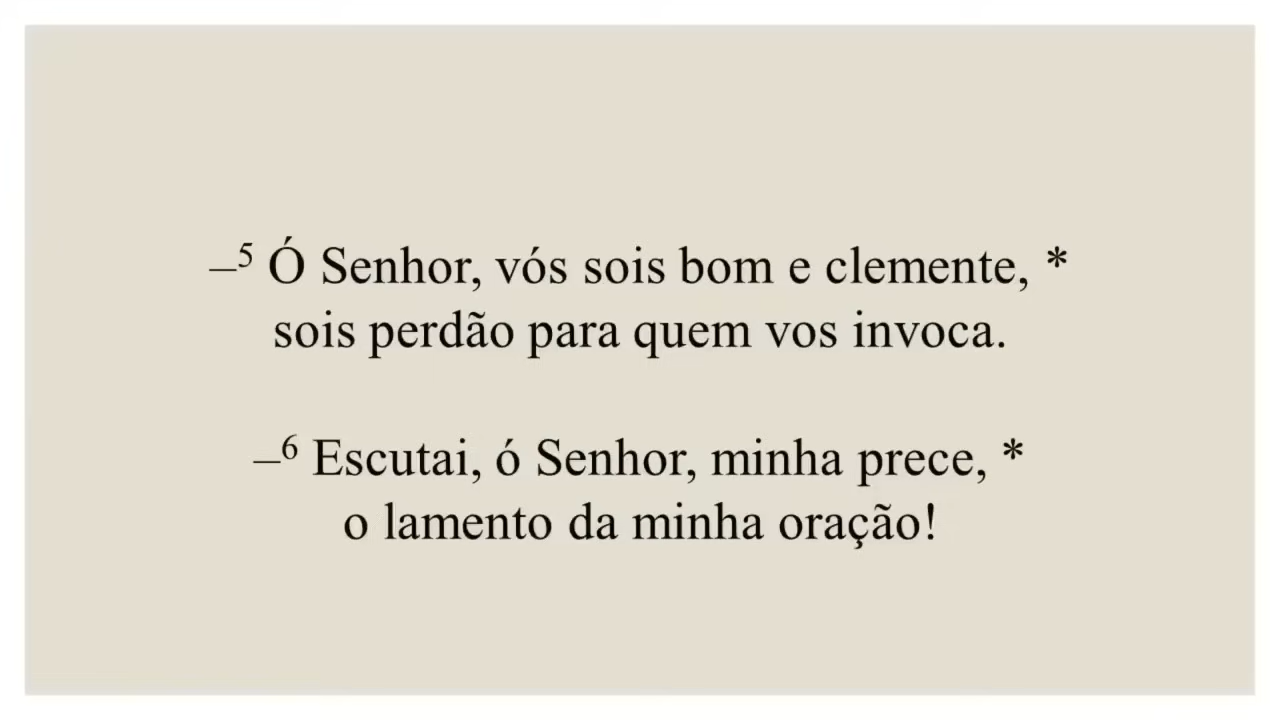 –⁵ Ó Senhor, vós sois bom e clemente, *
sois perdão para quem vos invoca.
–⁶ Escutai, ó Senhor, minha prece, *
o lamento da minha oração!